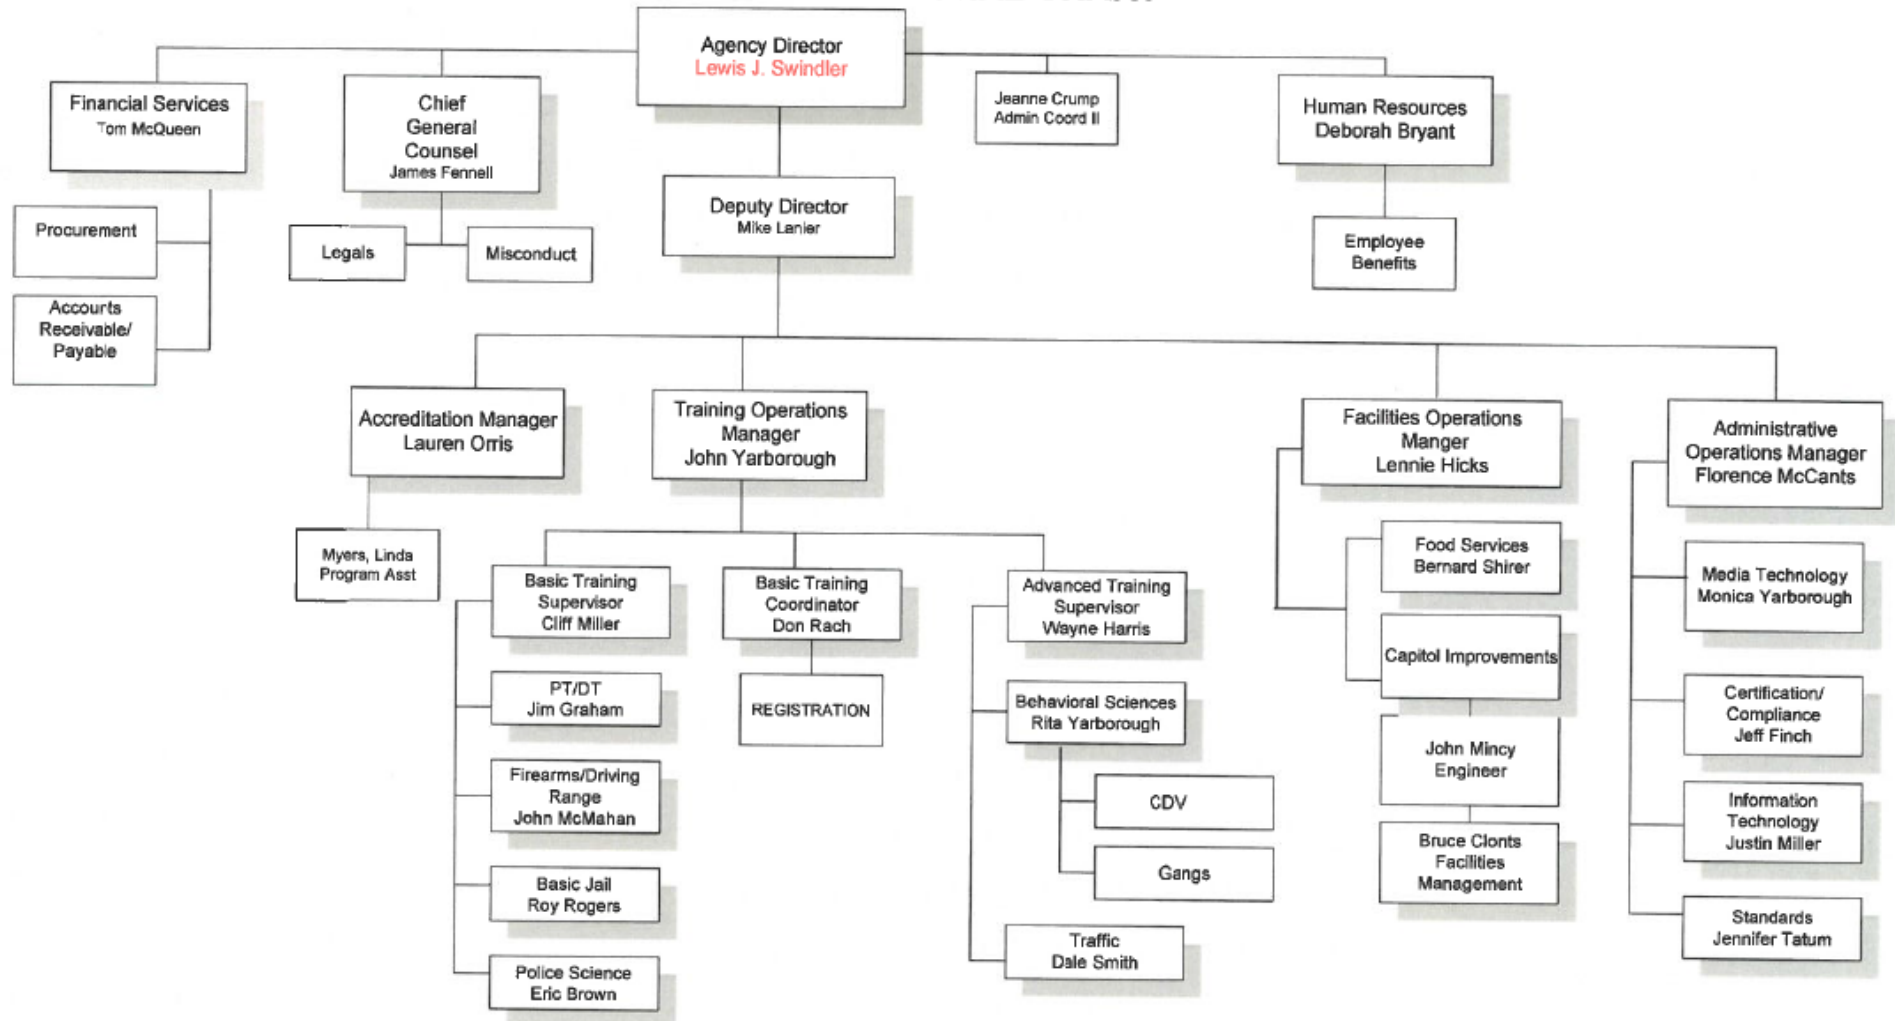 Agency Director
Lewis J. Swindler
Financial Services
Tom McQueen
Chief
General
Counsel
James Fennell
Jeanne Crump
Admin Coord II
Human Resources
Deborah Bryant
Procurement
Accounts
Receivable/
Payable
Legals
Misconduct
Deputy Director
Mike Lanier
Employee
Benefits
Accreditation Manager
Lauren Orris
Training Operations
Manager
John Yarborough
Facilities Operations
Manger
Lennie Hicks
Administrative
Operations Manager
Florence McCants
Myers, Linda
Program Asst
Basic Training
Supervisor
Cliff Miller
PT/DT
Jim Graham
Firearms/Driving
Range
John McMahan
Basic Jail
Roy Rogers
Police Science
Eric Brown
Basic Training
Coordinator
Don Rach
REGISTRATION
Advanced Training
Supervisor
Wayne Harris
Behavioral Sciences
Rita Yarborough
CDV
Gangs
Traffic
Dale Smith
Food Services
Bernard Shirer
Capitol Improvements
John Mincy
Engineer
Bruce Clonts
Facilities
Management
Media Technology
Monica Yarborough
Certification/
Compliance
Jeff Finch
Information
Technology
Justin Miller
Standards
Jennifer Tatum